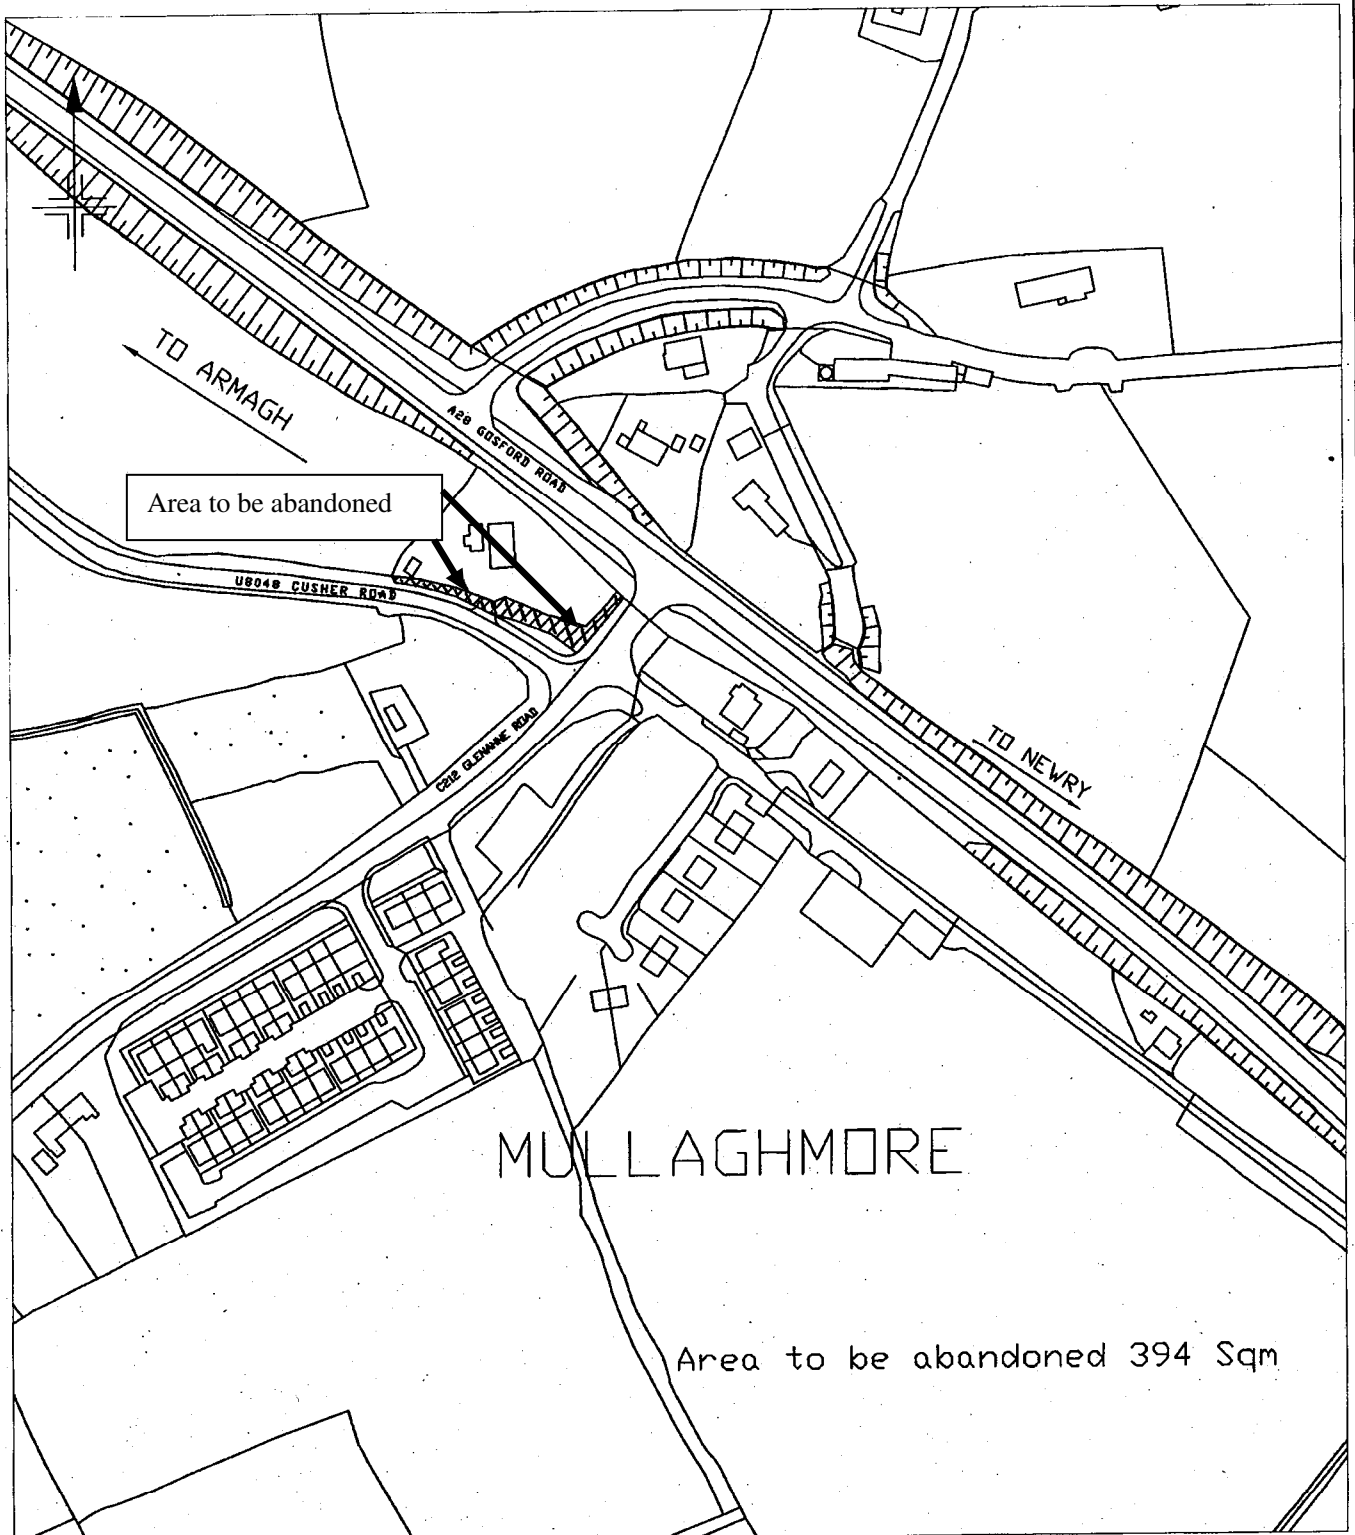 TO ARMAGH
A28 GOSFORD ROAD
Area to be abandoned
U8048 CUSHER ROAD
C212 GLENANNE ROAD
TO NEWRY
MULLAGHMORE
Area to be abandoned 394 Sqm